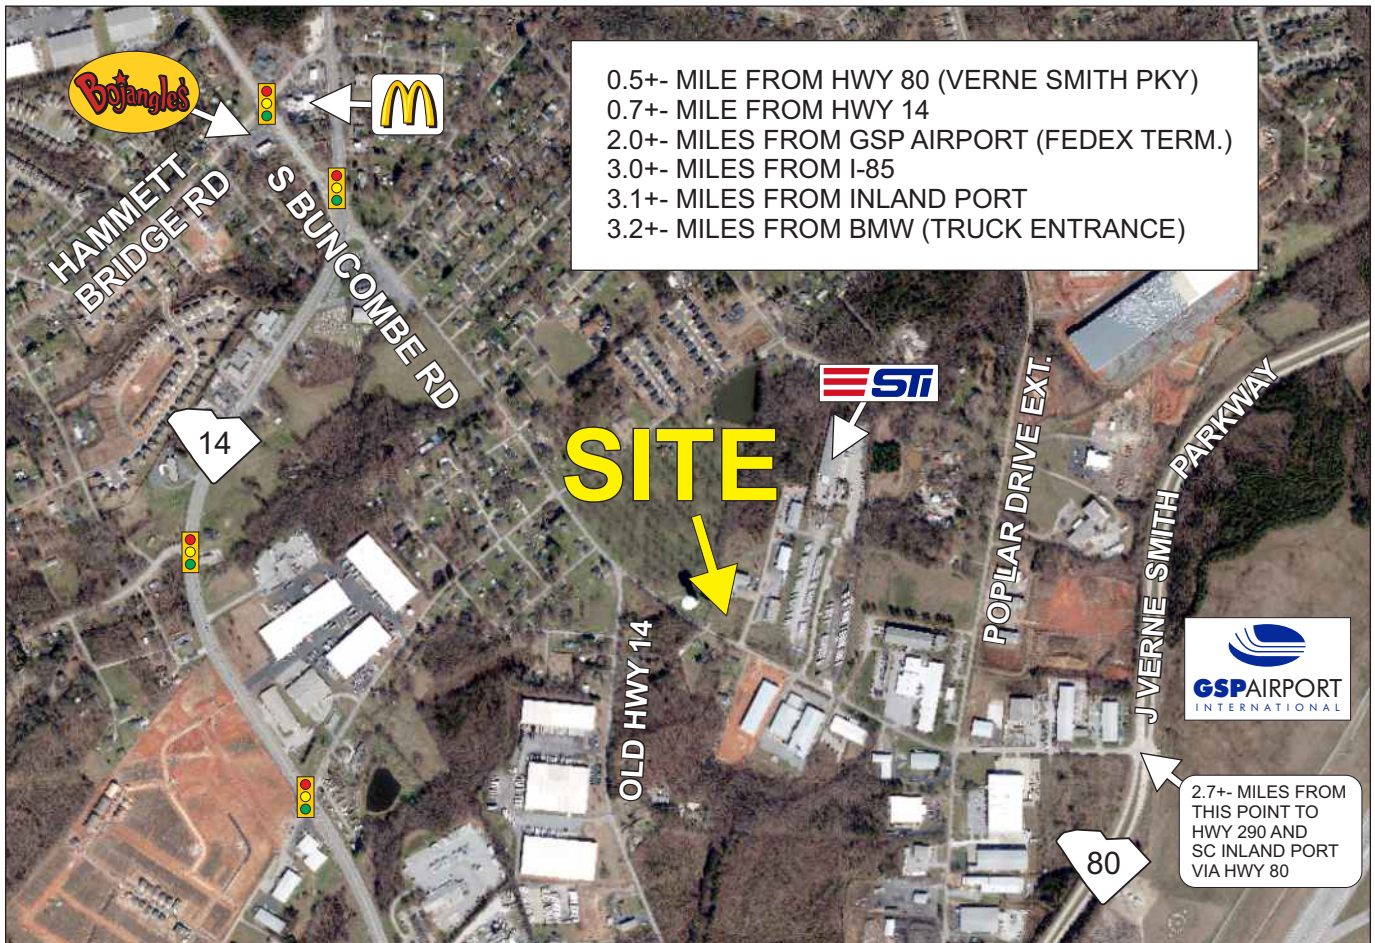 Bojangles'
0.5+- MILE FROM HWY 80 (VERNE SMITH PKY)
0.7+- MILE FROM HWY 14
2.0+- MILES FROM GSP AIRPORT (FEDEX TERM.)
3.0+- MILES FROM I-85
3.1+- MILES FROM INLAND PORT
3.2+- MILES FROM BMW (TRUCK ENTRANCE)
HAMMETT
BRIDGE RD
S BUNCOMBE RD
STI
14
SITE
POPLAR DRIVE EXT.
J VERNE SMITH PARKWAY
OLD HWY 14
GSPAIRPORT
INTERNATIONAL
2.7+- MILES FROM
THIS POINT TO
HWY 290 AND
SC INLAND PORT
VIA HWY 80
80